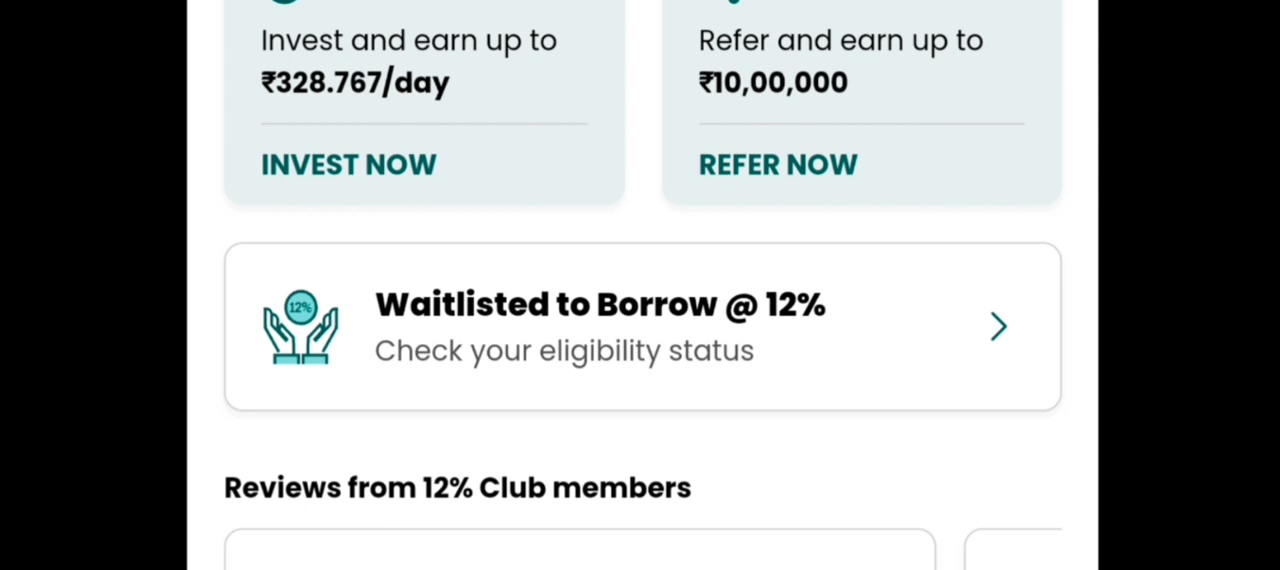 Invest and earn up to
₹328.767/day
INVEST NOW
Refer and earn up to
₹10,00,000
REFER NOW
12%
Waitlisted to Borrow @ 12%
Check your eligibility status
Reviews from 12% Club members